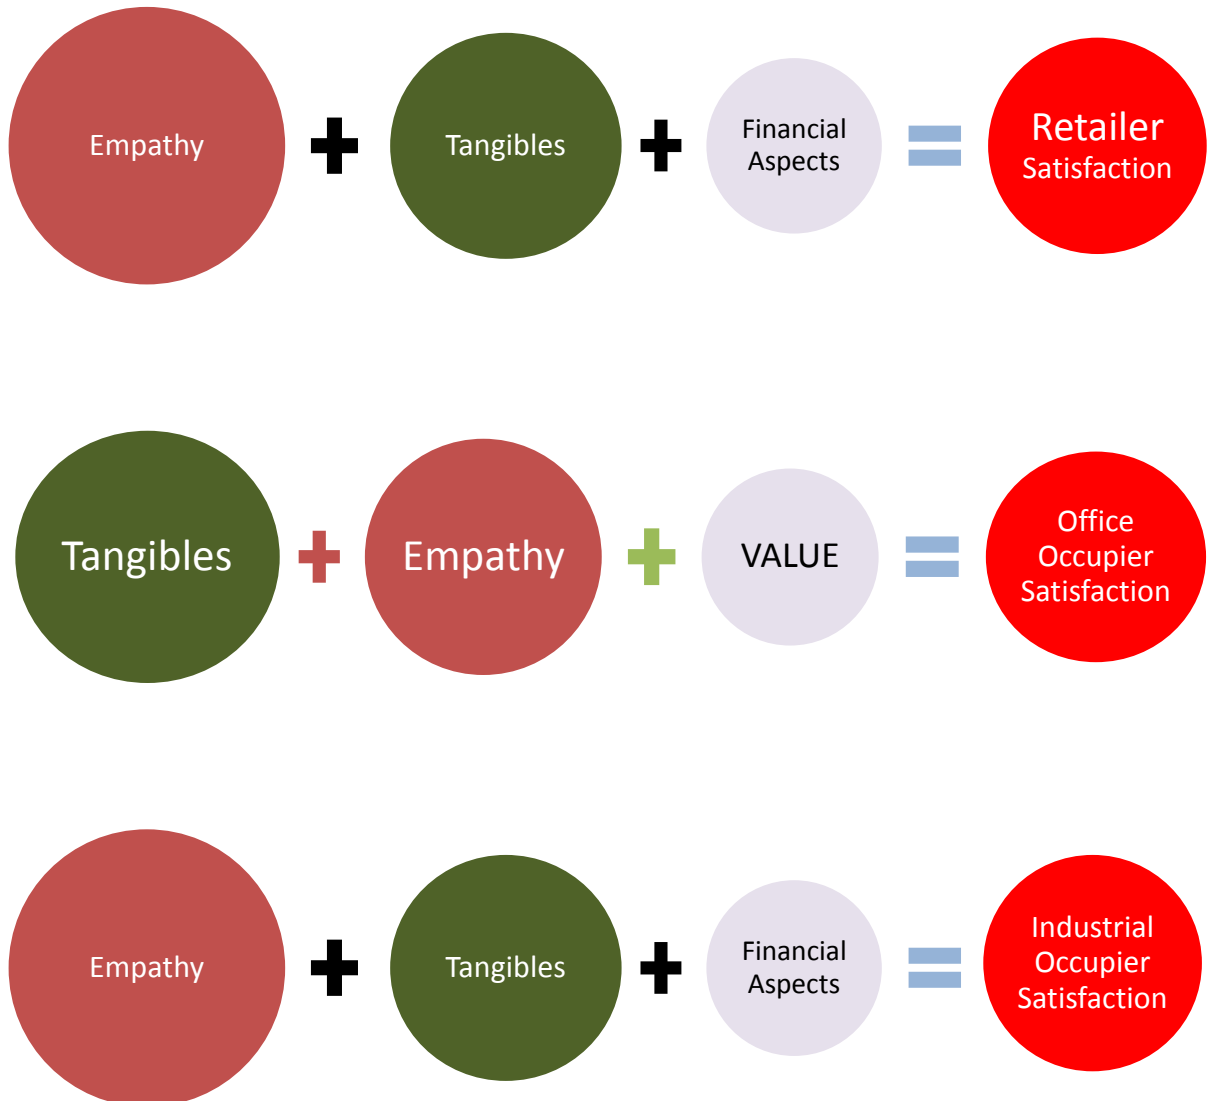 Empathy
Tangibles
Financial
Aspects
Retailer
Satisfaction
Tangibles
Empathy
VALUE
Office
Occupier
Satisfaction
Empathy
Tangibles
Financial
Aspects
Industrial
Occupier
Satisfaction